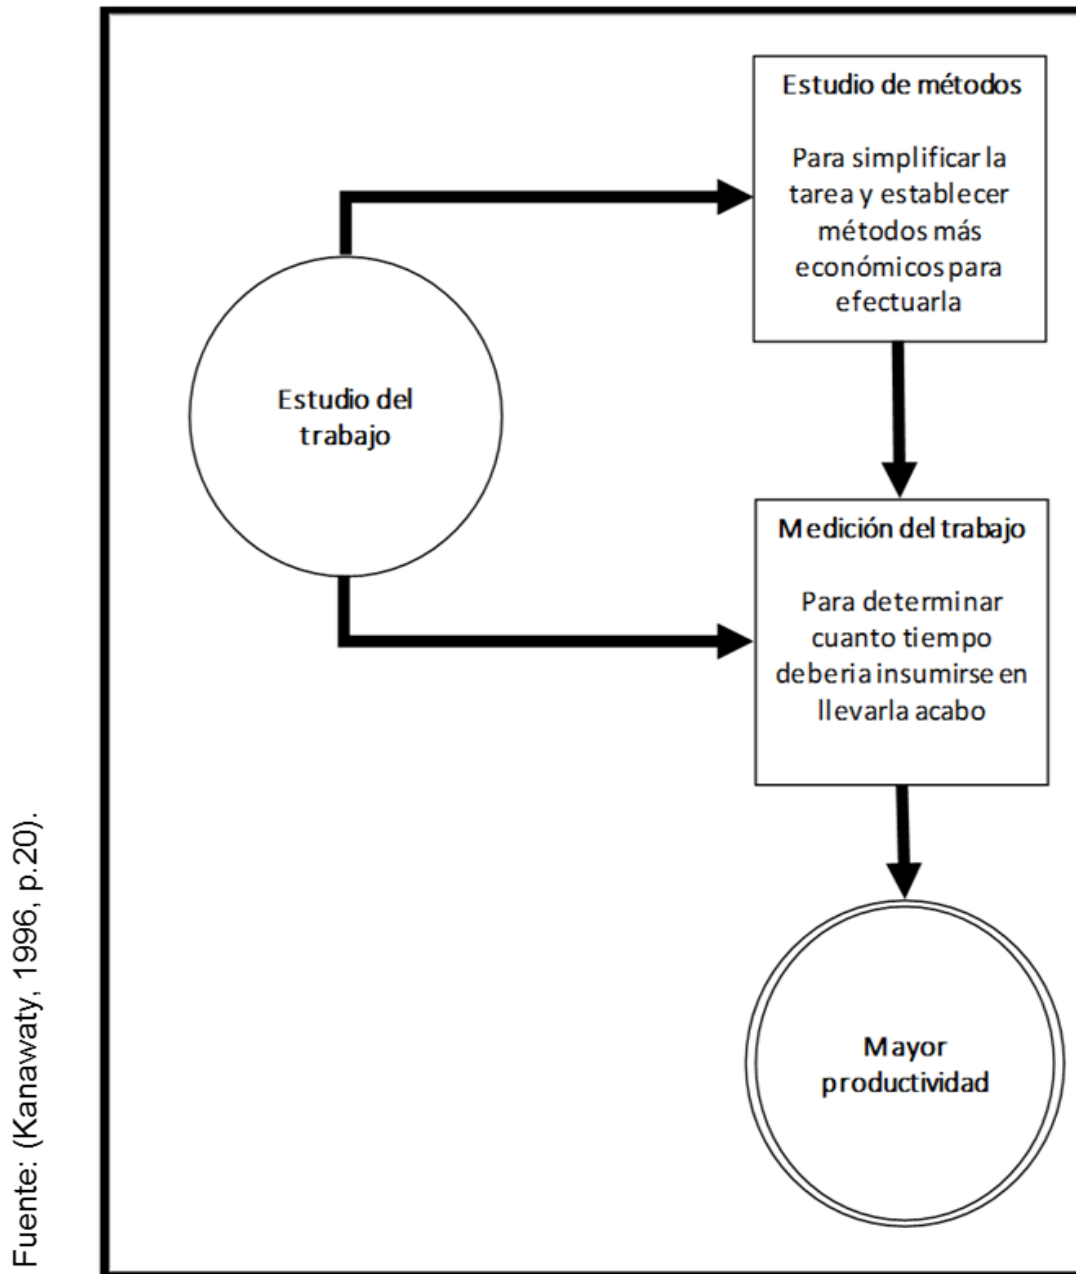 Estudio de métodos
Para simplificar la
tarea y establecer
métodos más
económicos para
efectuarla
Estudio del
trabajo
Medición del trabajo
Para determinar
cuanto tiempo
deberia insumirse en
llevarla acabo
Mayor
productividad
Fuente: (Kanawaty, 1996, p.20).